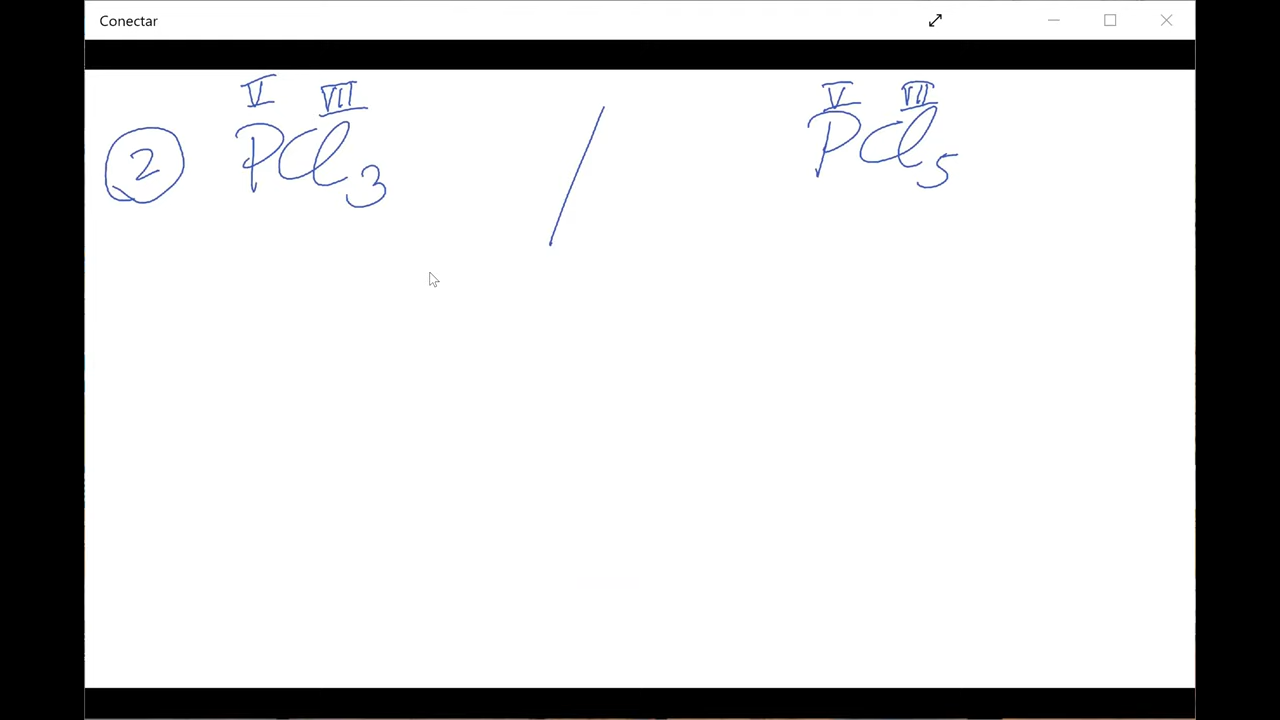 Conectar
V VII / V VII
② PCl₃ / PCl₅